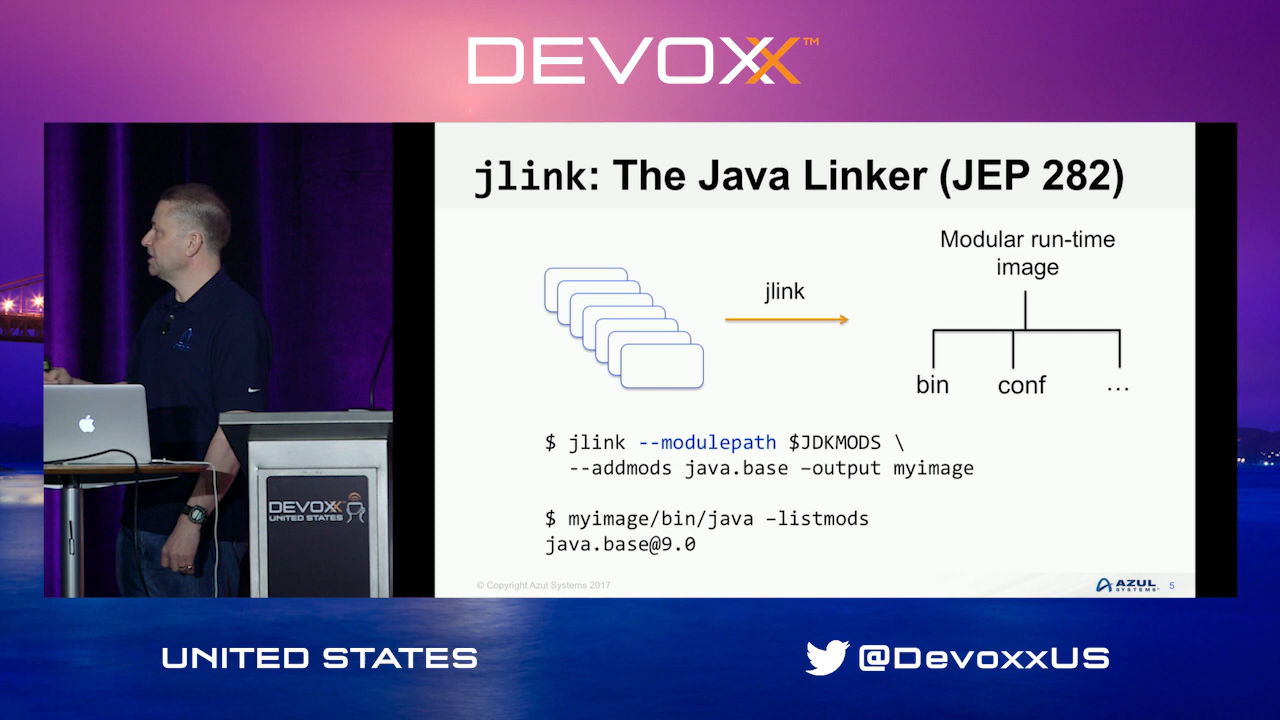 DEVOXX™
jlink: The Java Linker (JEP 282)
Modular run-time
image
jlink
bin
conf
...
$ jlink --modulepath $JDKMODS \
--addmods java.base –output myimage
$ myimage/bin/java –listmods
java.base@9.0
© Copyright Azul Systems 2017
AZUL
SYSTEMS
5
DEVOXX
UNITED STATES
UNITED STATES
@DevoxxUS